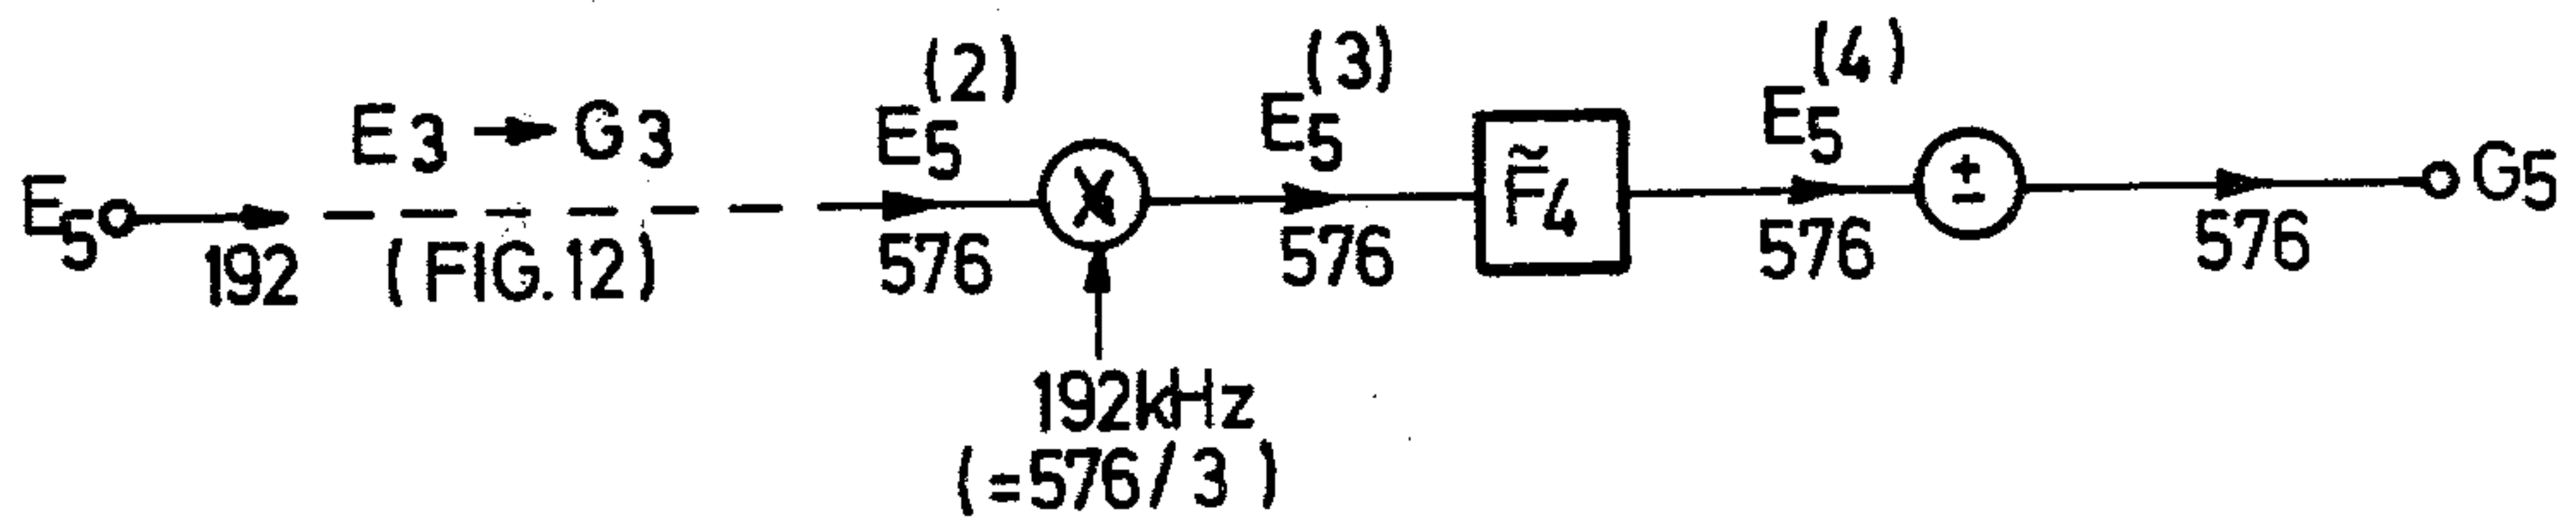 E5 192
E3 → G3
(FIG.12)
E5(2)
576
X
192kHz
(=576/3)
E5(3)
576
F̃4
E5(4)
576
±
576
G5